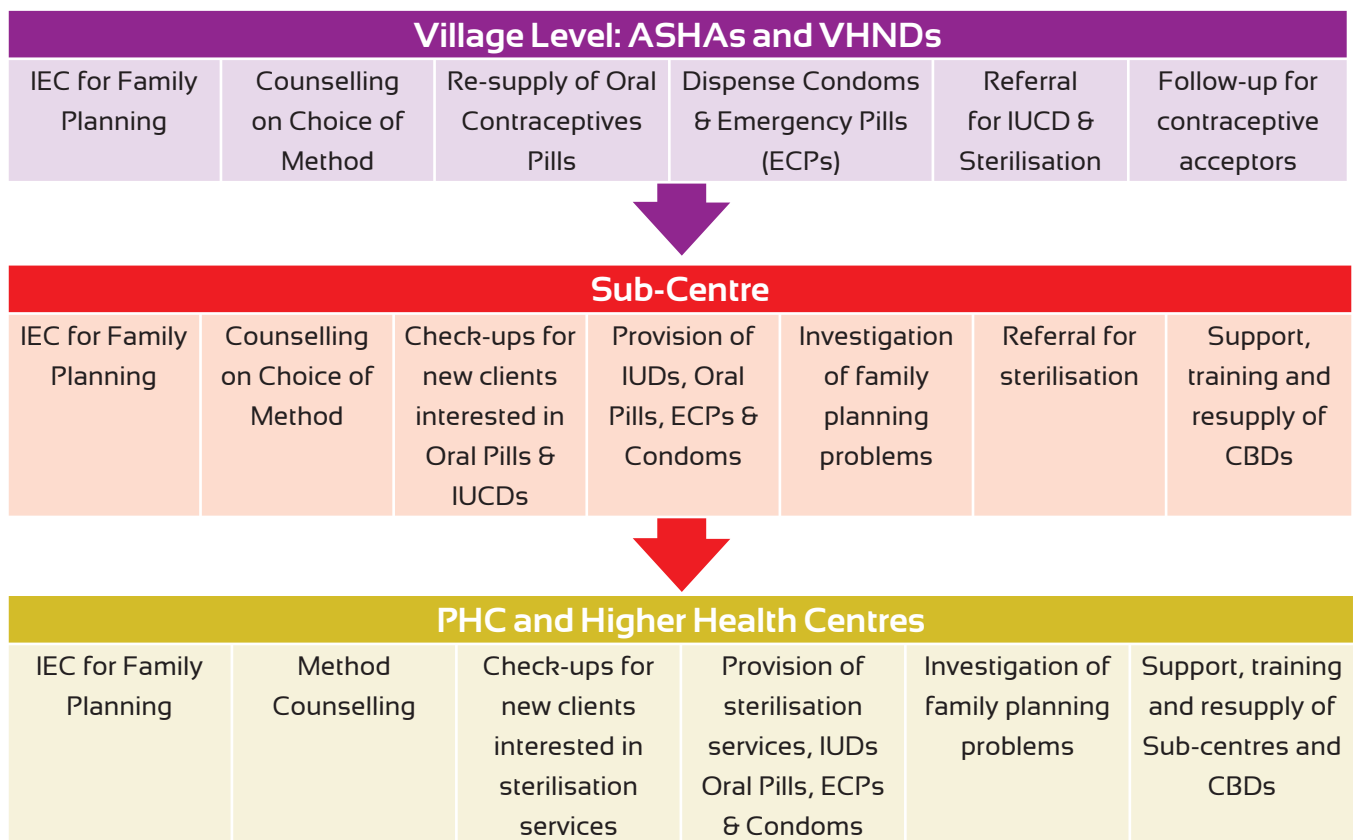 Village Level: ASHAs and VHNDs
IEC for Family
Planning
Counselling
on Choice of
Method
Re-supply of Oral
Contraceptives
Pills
Dispense Condoms
& Emergency Pills
(ECPs)
Referral
for IUCD &
Sterilisation
Follow-up for
contraceptive
acceptors
Sub-Centre
IEC for Family
Planning
Counselling
on Choice of
Method
Check-ups for
new clients
interested in
Oral Pills &
IUCDs
Provision of
IUDs, Oral
Pills, ECPs &
Condoms
Investigation
of family
planning
problems
Referral for
sterilisation
Support,
training and
resupply of
CBDs
PHC and Higher Health Centres
IEC for Family
Planning
Method
Counselling
Check-ups for
new clients
interested in
sterilisation
services
Provision of
sterilisation
services, IUDs
Oral Pills, ECPs
& Condoms
Investigation of
family planning
problems
Support, training
and resupply of
Sub-centres and
CBDs